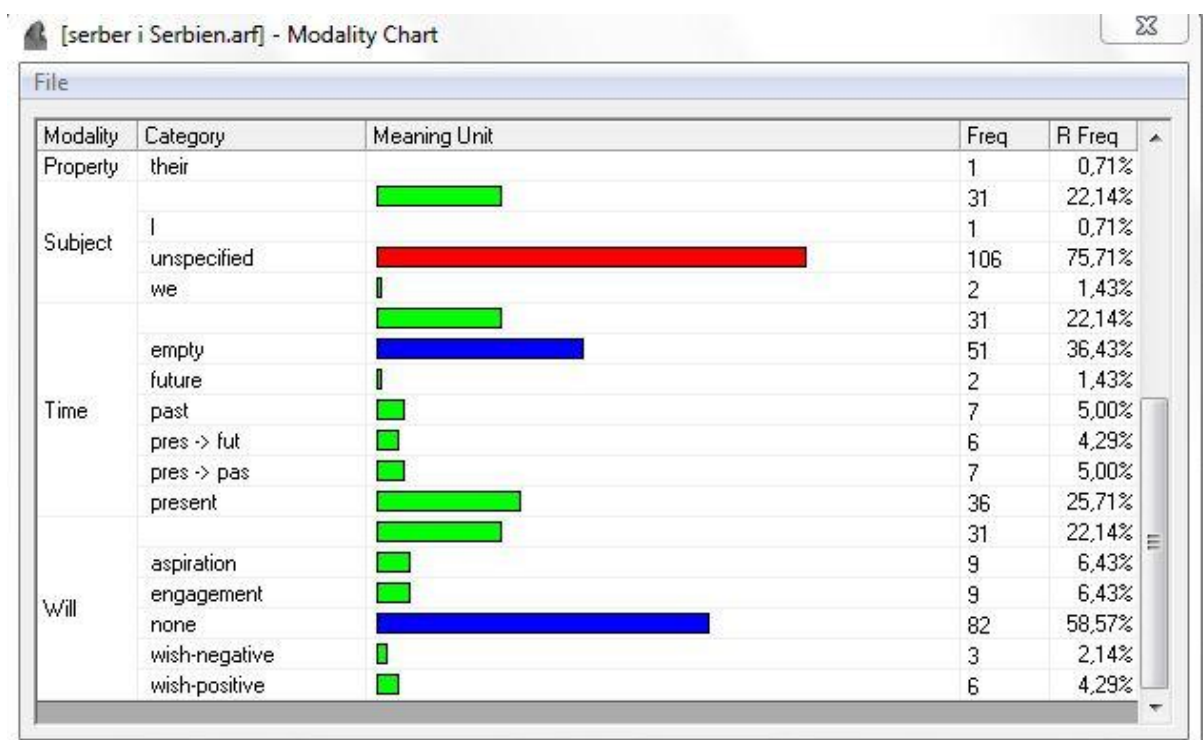 [serber i Serbien.arf] - Modality Chart
File
Modality Category Meaning Unit Freq R Freq
Property their 1 0,71%
31 22,14%
Subject I 1 0,71%
unspecified 106 75,71%
we 2 1,43%
31 22,14%
empty 51 36,43%
future 2 1,43%
Time past 7 5,00%
pres -> fut 6 4,29%
pres -> pas 7 5,00%
present 36 25,71%
31 22,14%
aspiration 9 6,43%
Will engagement 9 6,43%
none 82 58,57%
wish-negative 3 2,14%
wish-positive 6 4,29%